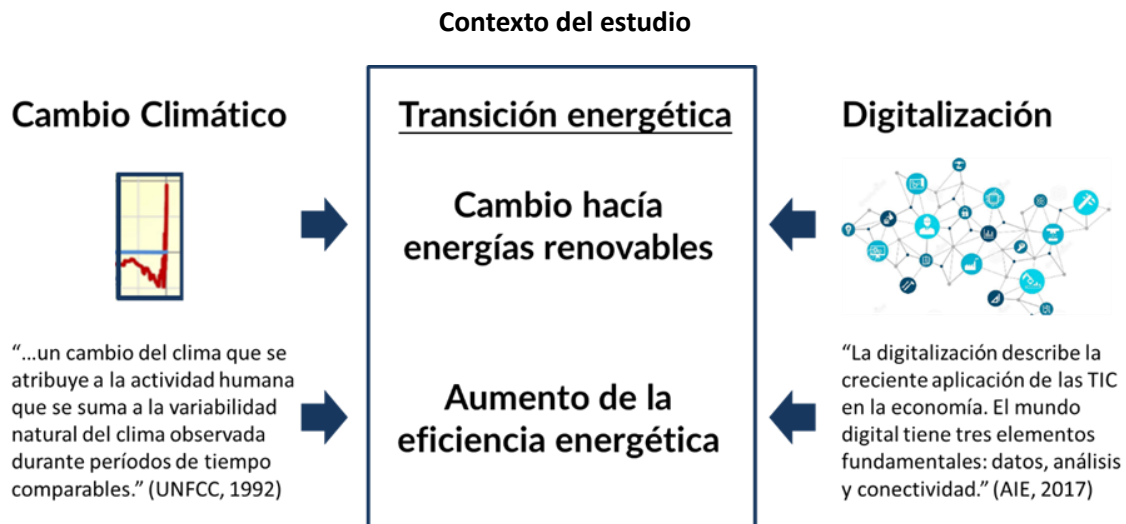 Contexto del estudio
Cambio Climático
“...un cambio del clima que se
atribuye a la actividad humana
que se suma a la variabilidad
natural del clima observada
durante períodos de tiempo
comparables.” (UNFCC, 1992)
Transición energética
Cambio hacía
energías renovables
Aumento de la
eficiencia energética
Digitalización
“La digitalización describe la
creciente aplicación de las TIC
en la economía. El mundo
digital tiene tres elementos
fundamentales: datos, análisis
y conectividad.” (AIE, 2017)